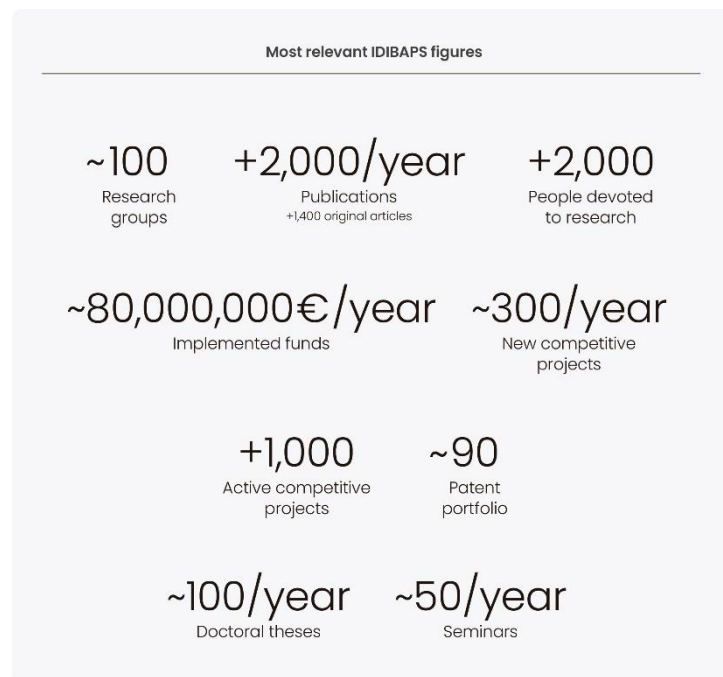 Most relevant IDIBAPS figures
~100
Research
groups
+2,000/year
Publications
+1,400 original articles
+2,000
People devoted
to research
~80,000,000€/year
Implemented funds
~300/year
New competitive
projects
+1,000
Active competitive
projects
~90
Patent
portfolio
~100/year
Doctoral theses
~50/year
Seminars